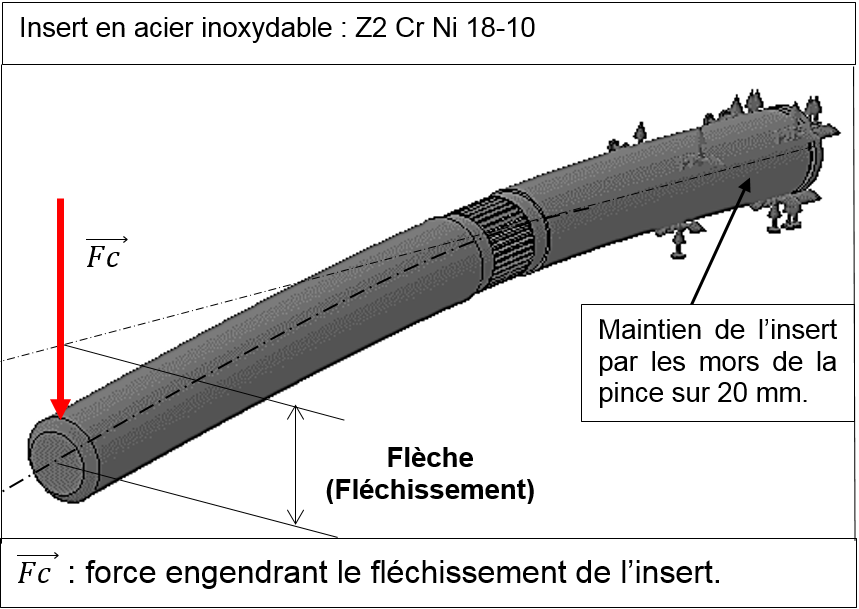 Insert en acier inoxydable : Z2 Cr Ni 18-10
Fc
Maintien de l’insert
par les mors de la
pince sur 20 mm.
Flèche
(Fléchissement)
Fc : force engendrant le fléchissement de l’insert.